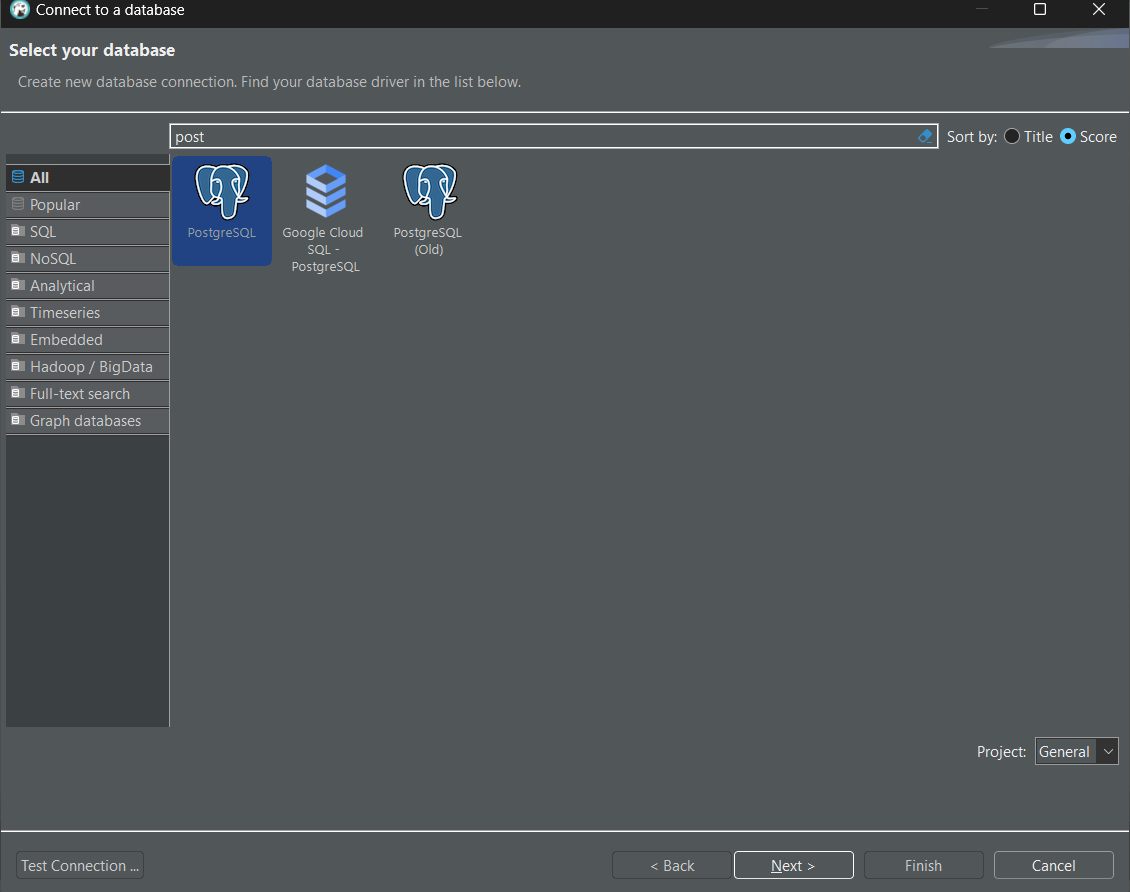 Connect to a database
Select your database
Create new database connection. Find your database driver in the list below.
post
Sort by: Title Score
All
Popular
SQL
NoSQL
Analytical
Timeseries
Embedded
Hadoop / BigData
Full-text search
Graph databases
PostgreSQL
Google Cloud
SQL -
PostgreSQL
PostgreSQL
(Old)
Project: General
Test Connection ...
< Back
Next >
Finish
Cancel